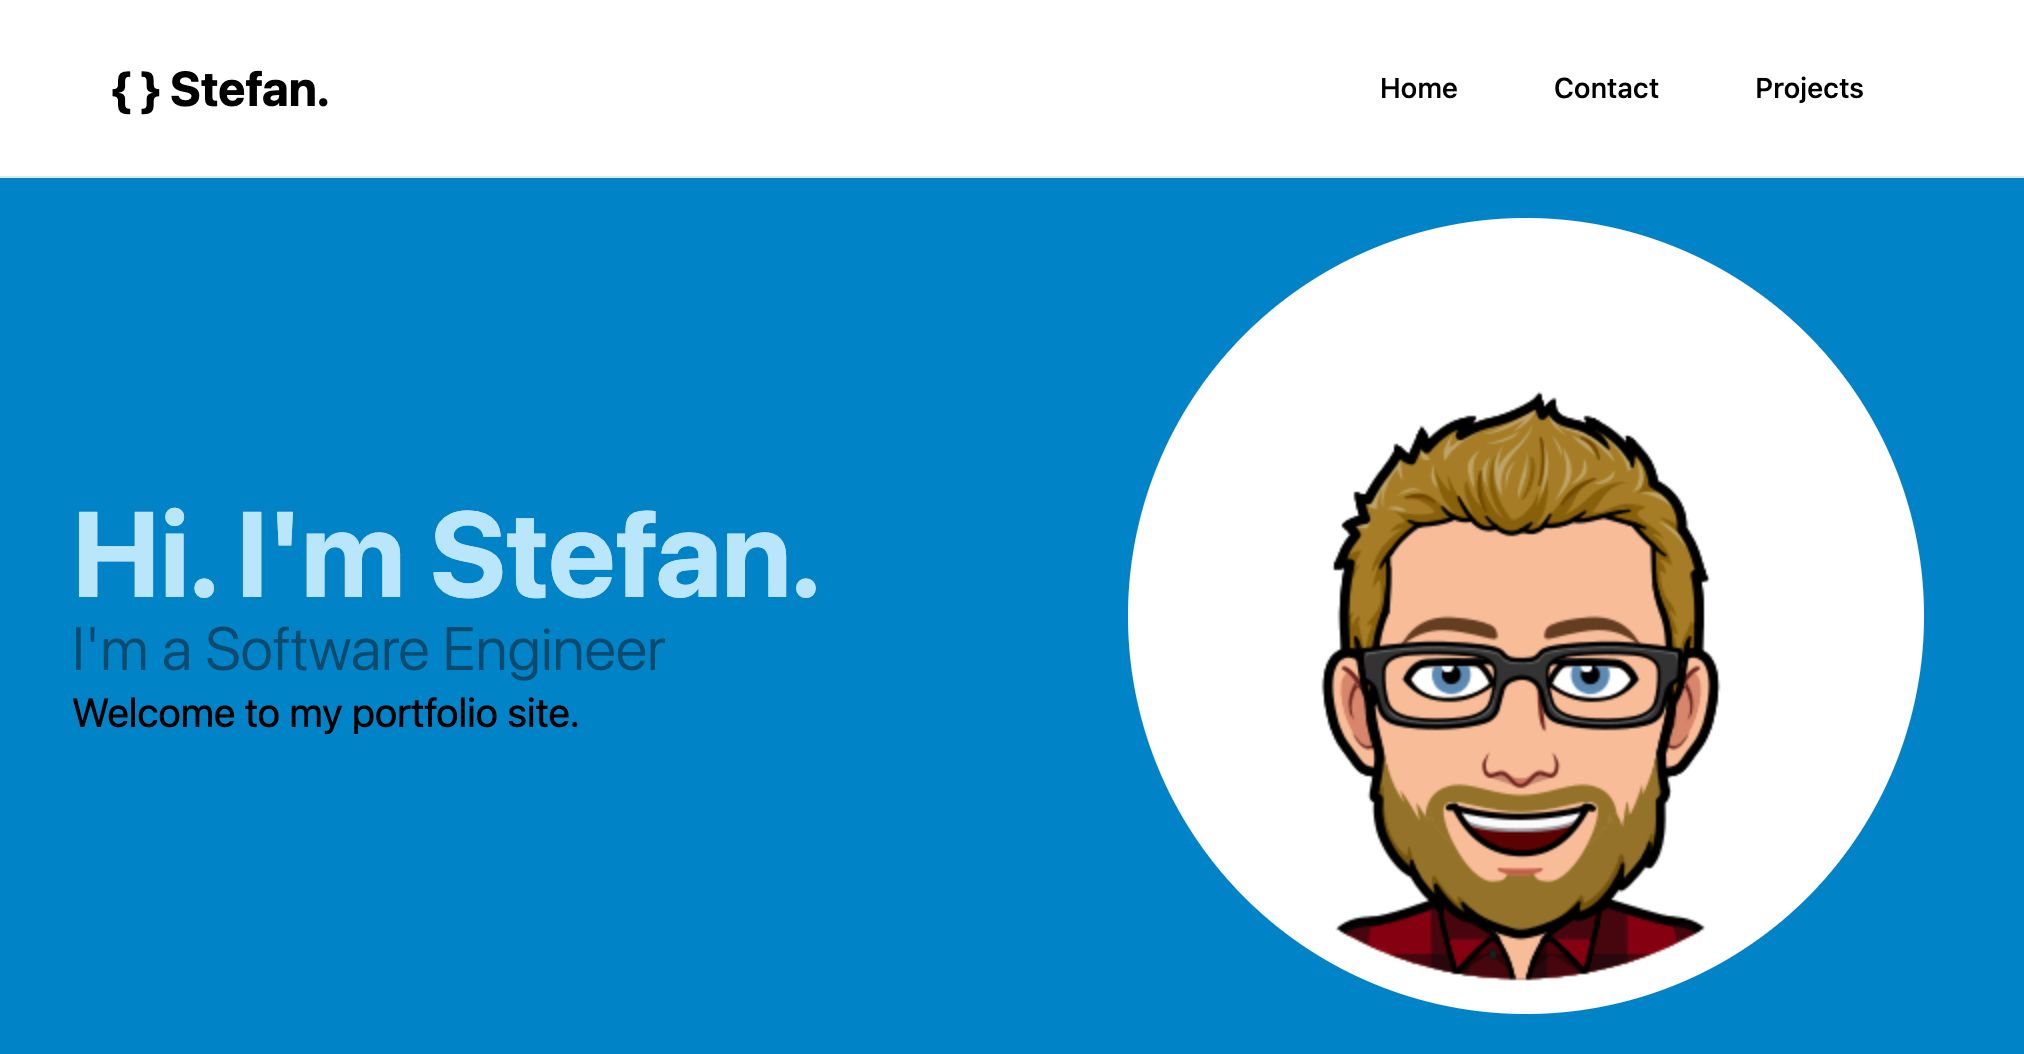 { } Stefan.
Home Contact Projects
Hi. I'm Stefan.
I'm a Software Engineer
Welcome to my portfolio site.